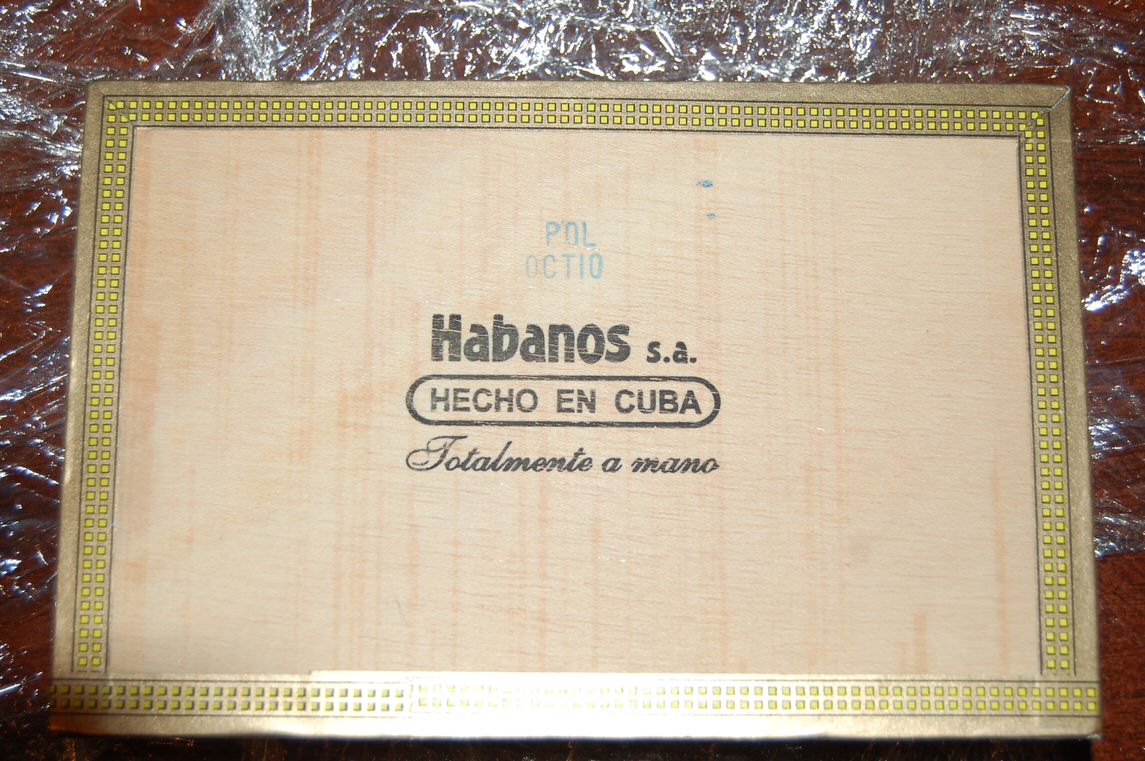 POL
OCT10
Habanos s.a.
HECHO EN CUBA
Totalmente a mano